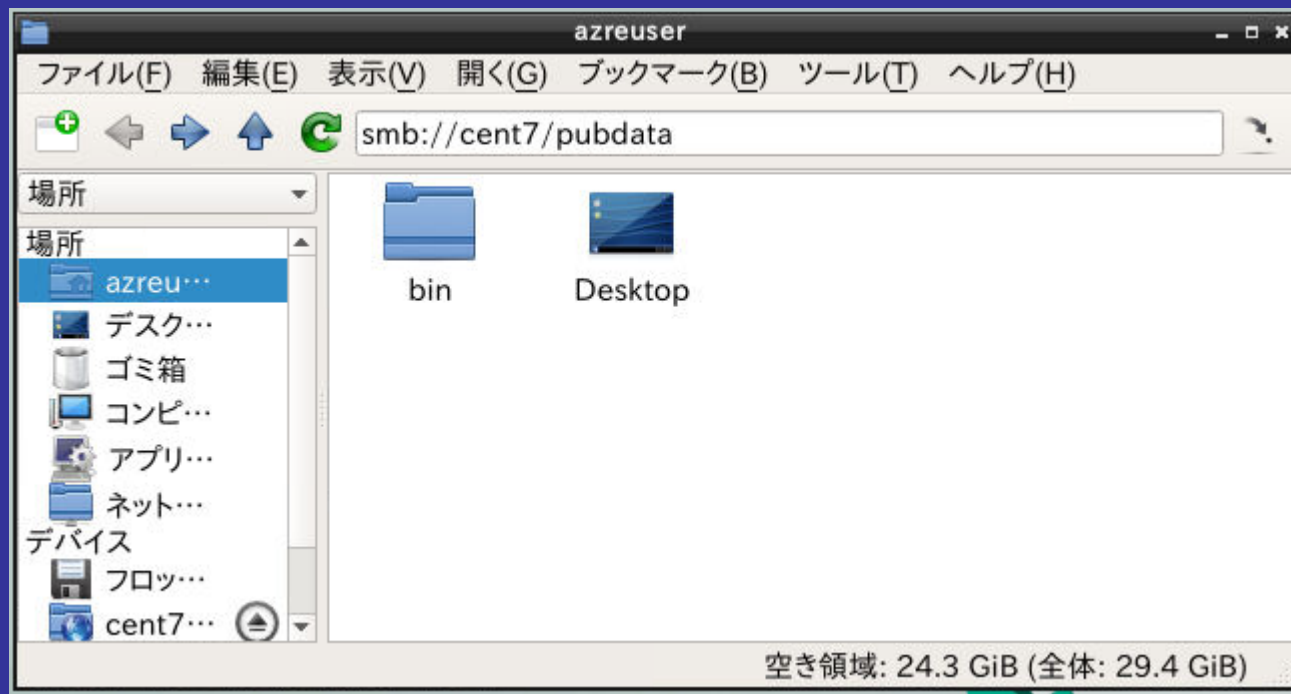 azreuser
ファイル(F) 編集(E) 表示(V) 開く(G) ブックマーク(B) ツール(T) ヘルプ(H)
smb://cent7/pubdata
場所
場所
azreu…
デスク…
ゴミ箱
コンピ…
アプリ…
ネット…
デバイス
フロッ…
cent7…
bin
Desktop
空き領域: 24.3 GiB (全体: 29.4 GiB)